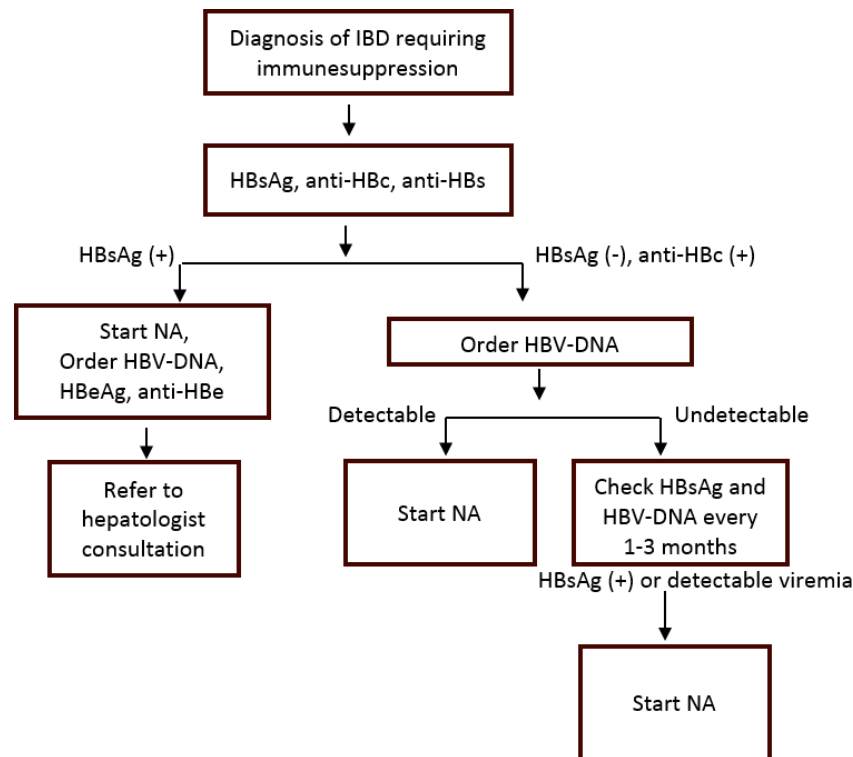 Diagnosis of IBD requiring
immunesuppression
HBsAg, anti-HBc, anti-HBs
HBsAg (+)
HBsAg (-), anti-HBc (+)
Start NA,
Order HBV-DNA,
HBeAg, anti-HBe
Order HBV-DNA
Detectable
Undetectable
Refer to
hepatologist
consultation
Start NA
Check HBsAg and
HBV-DNA every
1-3 months
HBsAg (+) or detectable viremia
Start NA